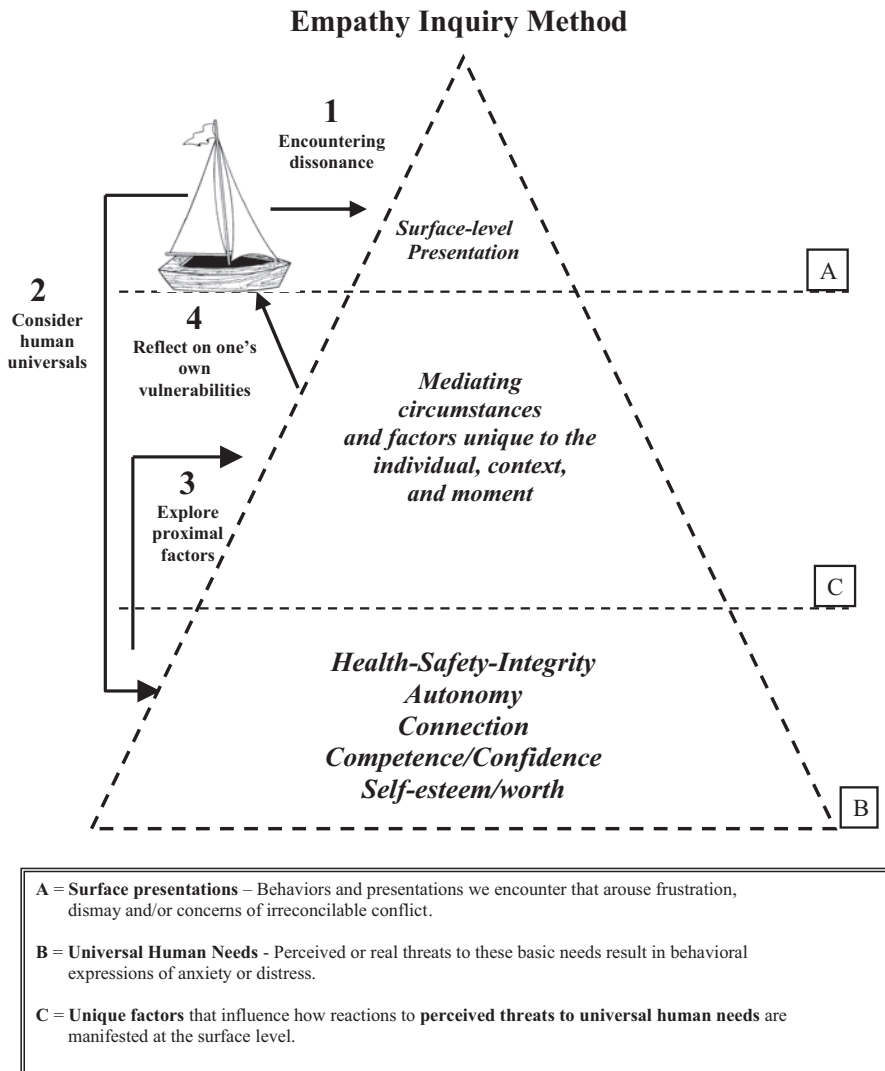 Empathy Inquiry Method
1
Encountering
dissonance
Surface-level
Presentation
A
2
Consider
human
universals
4
Reflect on one's
own
vulnerabilities
Mediating
circumstances
and factors unique to the
individual, context,
and moment
3
Explore
proximal
factors
C
Health-Safety-Integrity
Autonomy
Connection
Competence/Confidence
Self-esteem/worth
B
A = Surface presentations – Behaviors and presentations we encounter that arouse frustration,
dismay and/or concerns of irreconcilable conflict.
B = Universal Human Needs - Perceived or real threats to these basic needs result in behavioral
expressions of anxiety or distress.
C = Unique factors that influence how reactions to perceived threats to universal human needs are
manifested at the surface level.